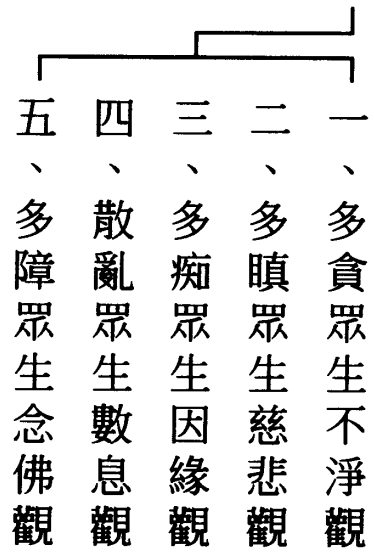 一、多貪眾生不淨觀
二、多瞋眾生慈悲觀
三、多痴眾生因緣觀
四、散亂眾生數息觀
五、多障眾生念佛觀